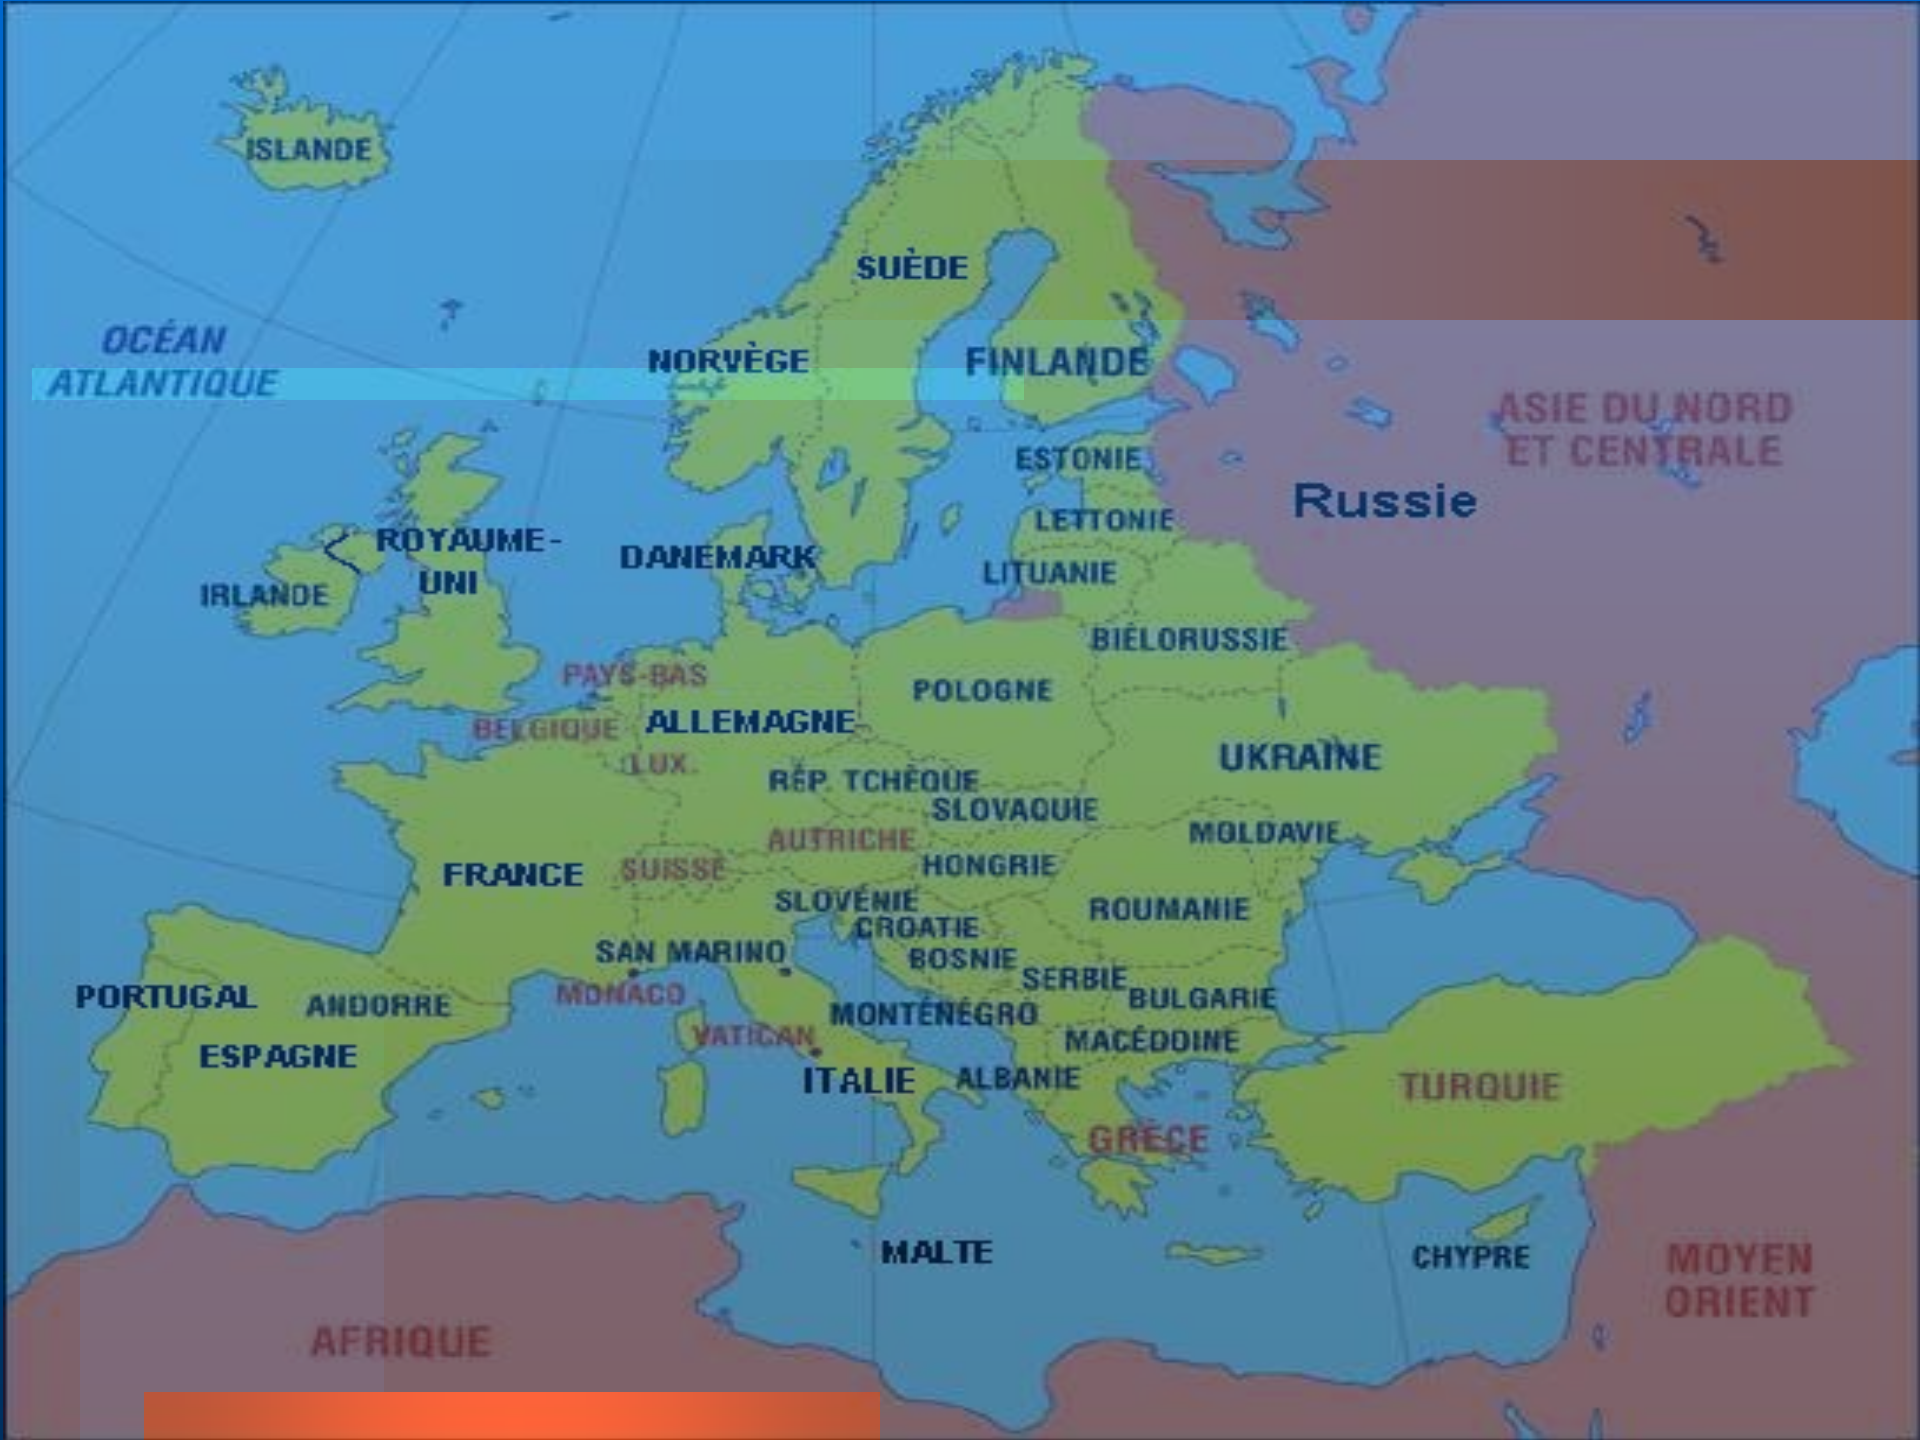 ISLANDE
SUÈDE
OCÉAN
ATLANTIQUE
NORVÈGE
FINLANDE
ASIE DU NORD
ET CENTRALE
ESTONIE
Russie
LETTONIE
ROYAUME-
UNI
DANEMARK
LITUANIE
IRLANDE
BIÉLORUSSIE
PAYS-BAS
POLOGNE
BELGIQUE
ALLEMAGNE
LUX.
UKRAINE
RÉP. TCHÈQUE
SLOVAQUIE
AUTRICHE
MOLDAVIE
FRANCE
SUISSE
HONGRIE
SLOVÉNIE
ROUMANIE
CROATIE
SAN MARINO
BOSNIE
SERBIE
PORTUGAL
ANDORRE
MONACO
BULGARIE
MONTÉNÉGRO
VATICAN
MACÉDOINE
ESPAGNE
ITALIE
ALBANIE
TURQUIE
GRÈCE
MALTE
CHYPRE
MOYEN
ORIENT
AFRIQUE